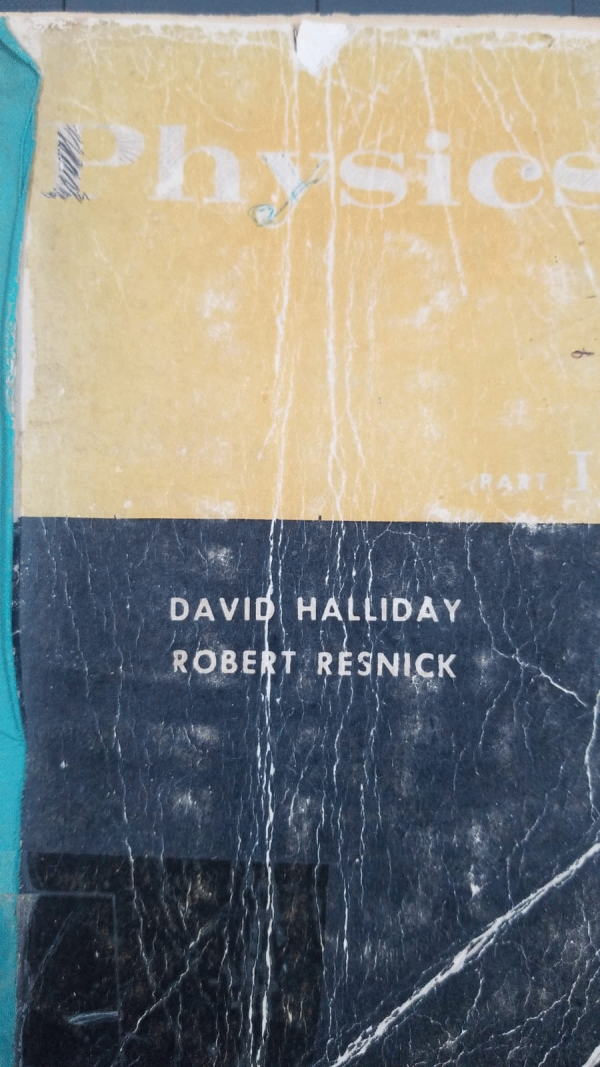 Physics
PART I
DAVID HALLIDAY
ROBERT RESNICK